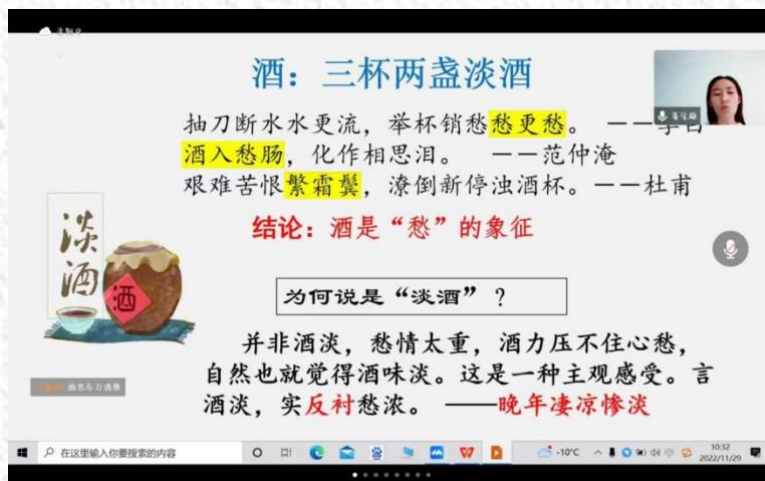 酒：三杯两盏淡酒
抽刀断水水更流，举杯销愁愁更愁。 ——李白
酒入愁肠，化作相思泪。 ——范仲淹
艰难苦恨繁霜鬓，潦倒新停浊酒杯。——杜甫
结论：酒是“愁”的象征
淡酒
酒
为何说是“淡酒”？
并非酒淡，愁情太重，酒力压不住心愁，
自然也就觉得酒味淡。这是一种主观感受。言
酒淡，实反衬愁浓。 ——晚年凄凉惨淡
在这里输入你要搜索的内容
-10°C
10:32
2022/11/29